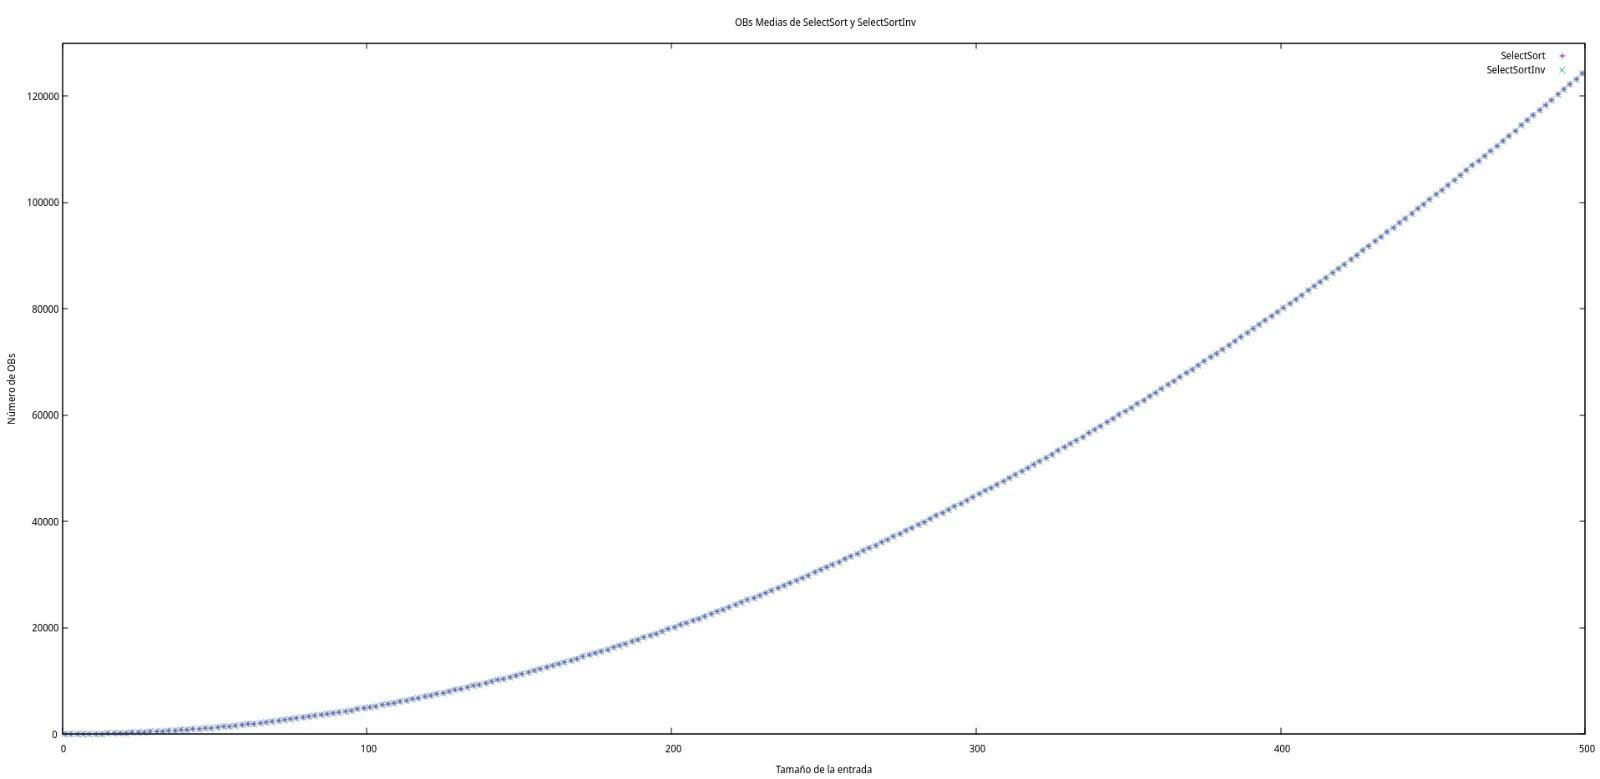 OBs Medias de SelectSort y SelectSortInv
SelectSort
SelectSortInv
120000
100000
80000
60000
40000
20000
0
Número de OBs
0 100 200 300 400 500
Tamaño de la entrada